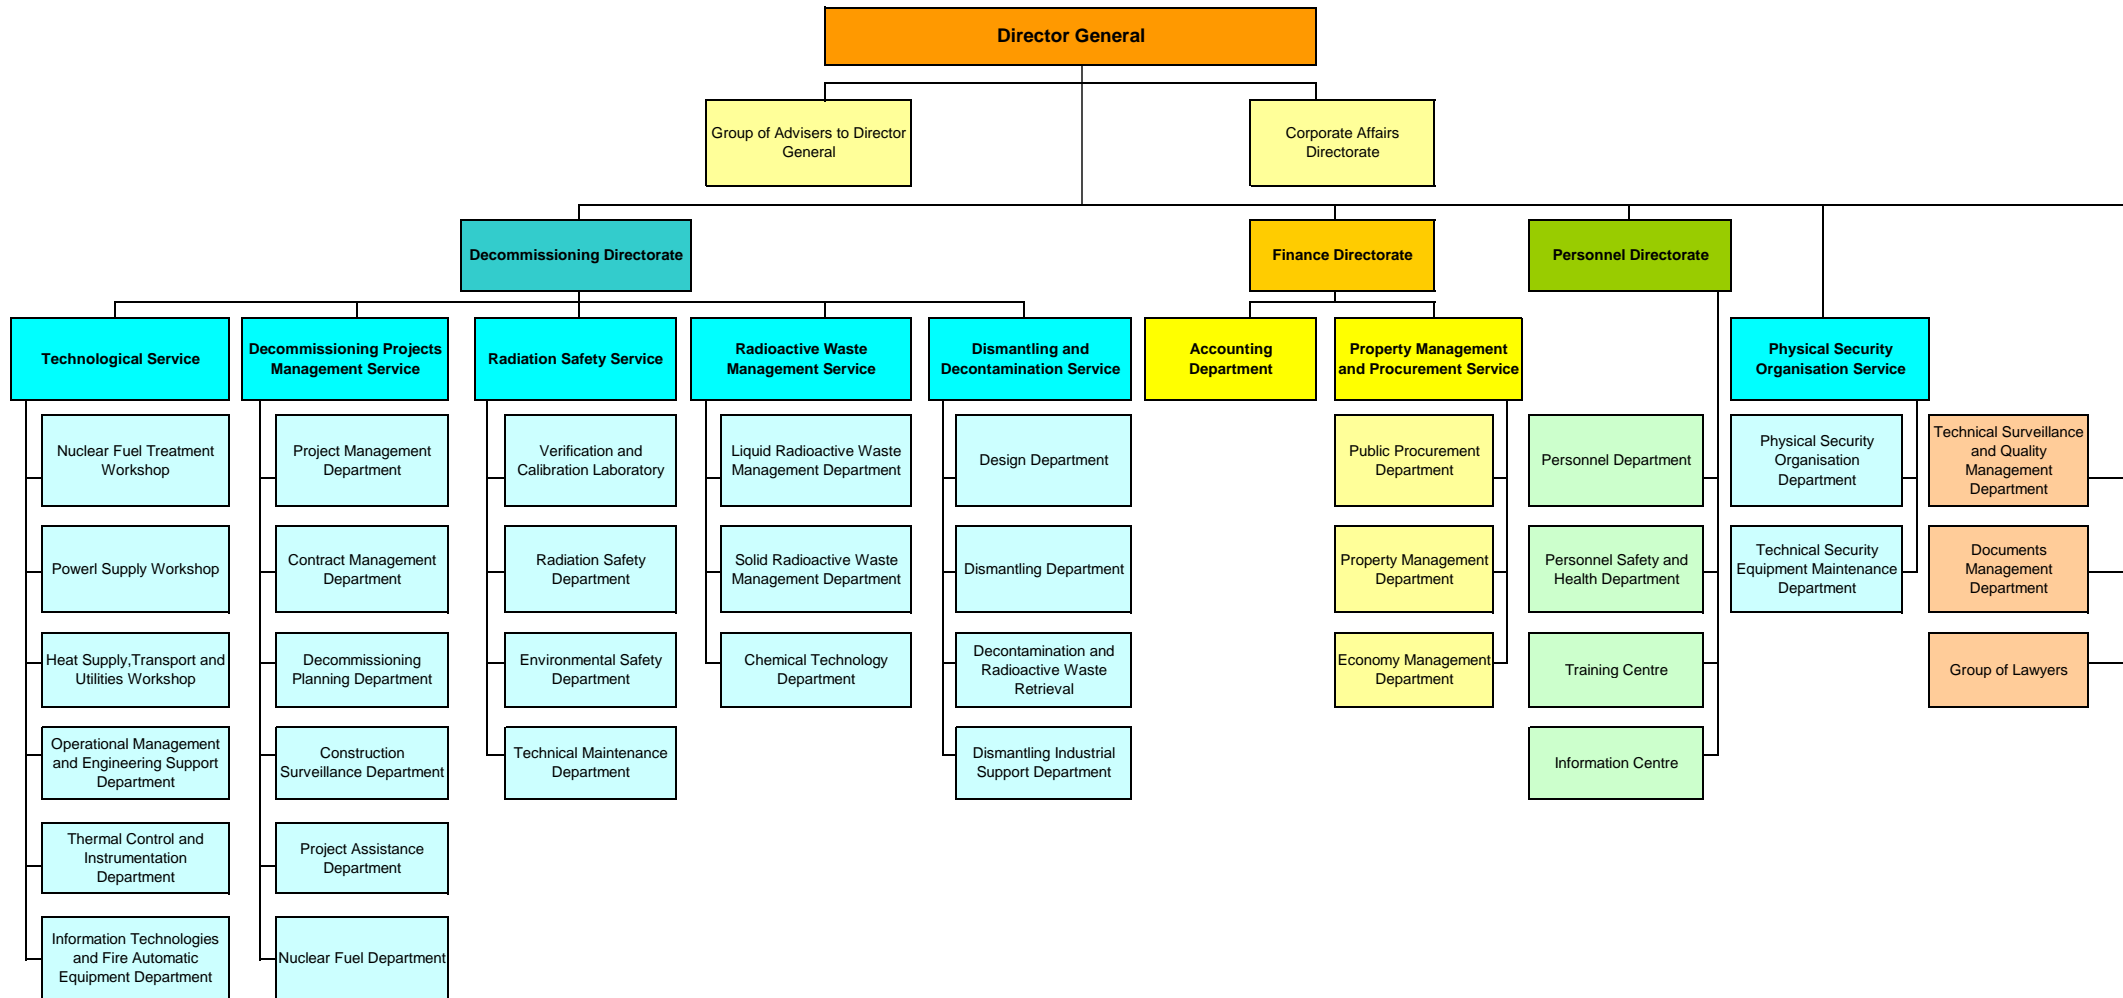 Director General
Group of Advisers to Director
General
Corporate Affairs
Directorate
Decommissioning Directorate
Finance Directorate
Personnel Directorate
Technological Service
Decommissioning Projects
Management Service
Radiation Safety Service
Radioactive Waste
Management Service
Dismantling and
Decontamination Service
Accounting
Department
Property Management
and Procurement Service
Physical Security
Organisation Service
Nuclear Fuel Treatment
Workshop
Project Management
Department
Verification and
Calibration Laboratory
Liquid Radioactive Waste
Management Department
Design Department
Public Procurement
Department
Personnel Department
Physical Security
Organisation
Department
Technical Surveillance
and Quality
Management
Department
Powerl Supply Workshop
Contract Management
Department
Radiation Safety
Department
Solid Radioactive Waste
Management Department
Dismantling Department
Property Management
Department
Personnel Safety and
Health Department
Technical Security
Equipment Maintenance
Department
Documents
Management
Department
Heat Supply,Transport and
Utilities Workshop
Decommissioning
Planning Department
Environmental Safety
Department
Chemical Technology
Department
Decontamination and
Radioactive Waste
Retrieval
Economy Management
Department
Training Centre
Group of Lawyers
Operational Management
and Engineering Support
Department
Construction
Surveillance Department
Technical Maintenance
Department
Dismantling Industrial
Support Department
Information Centre
Thermal Control and
Instrumentation
Department
Project Assistance
Department
Information Technologies
and Fire Automatic
Equipment Department
Nuclear Fuel Department